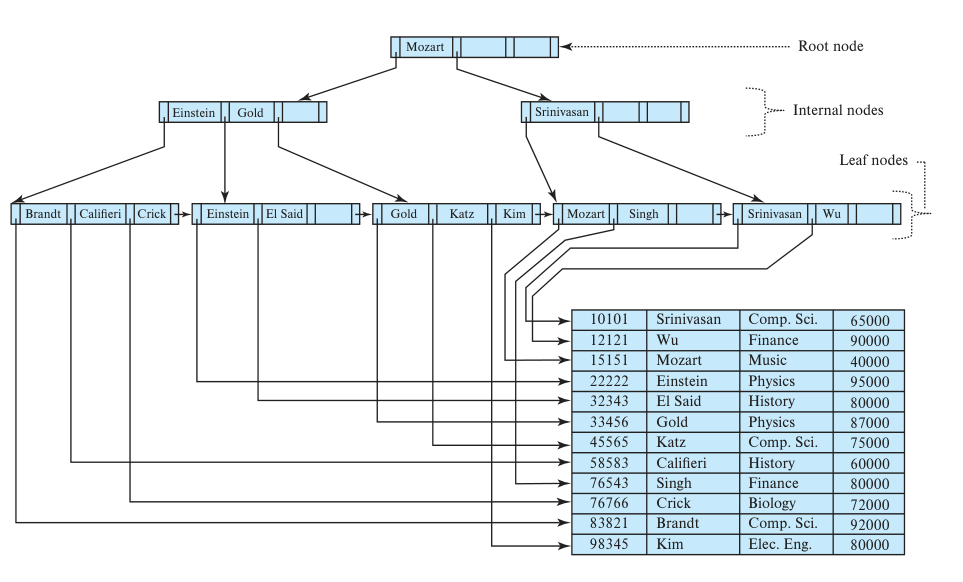 Mozart
Root node
Einstein Gold
Srinivasan
Internal nodes
Leaf nodes
Brandt Califieri Crick
Einstein El Said
Gold Katz Kim
Mozart Singh
Srinivasan Wu
10101 Srinivasan Comp. Sci. 65000
12121 Wu Finance 90000
15151 Mozart Music 40000
22222 Einstein Physics 95000
32343 El Said History 80000
33456 Gold Physics 87000
45565 Katz Comp. Sci. 75000
58583 Califieri History 60000
76543 Singh Finance 80000
76766 Crick Biology 72000
83821 Brandt Comp. Sci. 92000
98345 Kim Elec. Eng. 80000